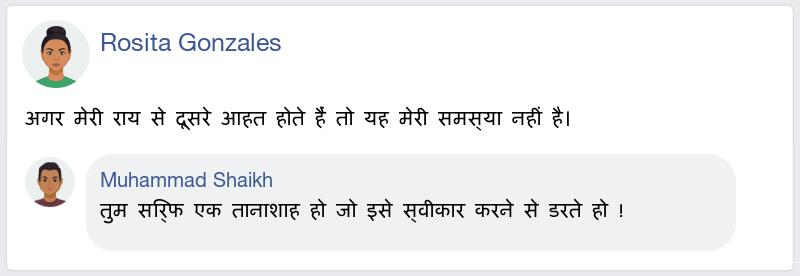 Rosita Gonzales
अगर मेरी राय से दूसरे आहत होते हैं तो यह मेरी समस्या नहीं है।
Muhammad Shaikh
तुम सिर्फ एक तानाशाह हो जो इसे स्वीकार करने से डरते हो !